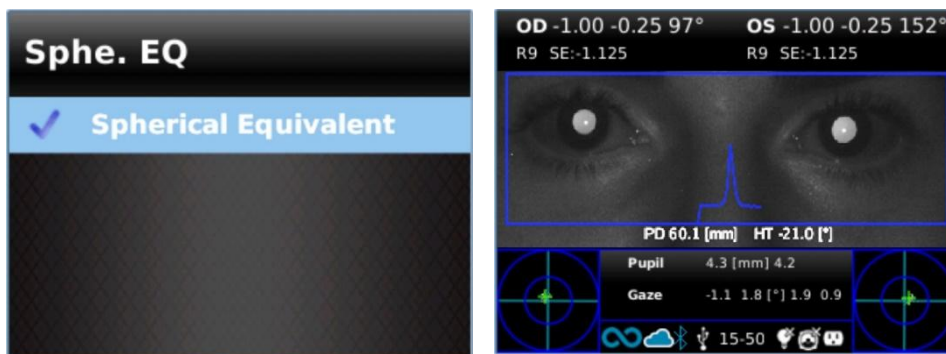 Sphe. EQ
Spherical Equivalent
OD -1.00 -0.25 97° OS -1.00 -0.25 152°
R9 SE:-1.125 R9 SE:-1.125
PD 60.1 [mm] HT -21.0 [°]
Pupil 4.3 [mm] 4.2
Gaze -1.1 1.8 [°] 1.9 0.9
15-50